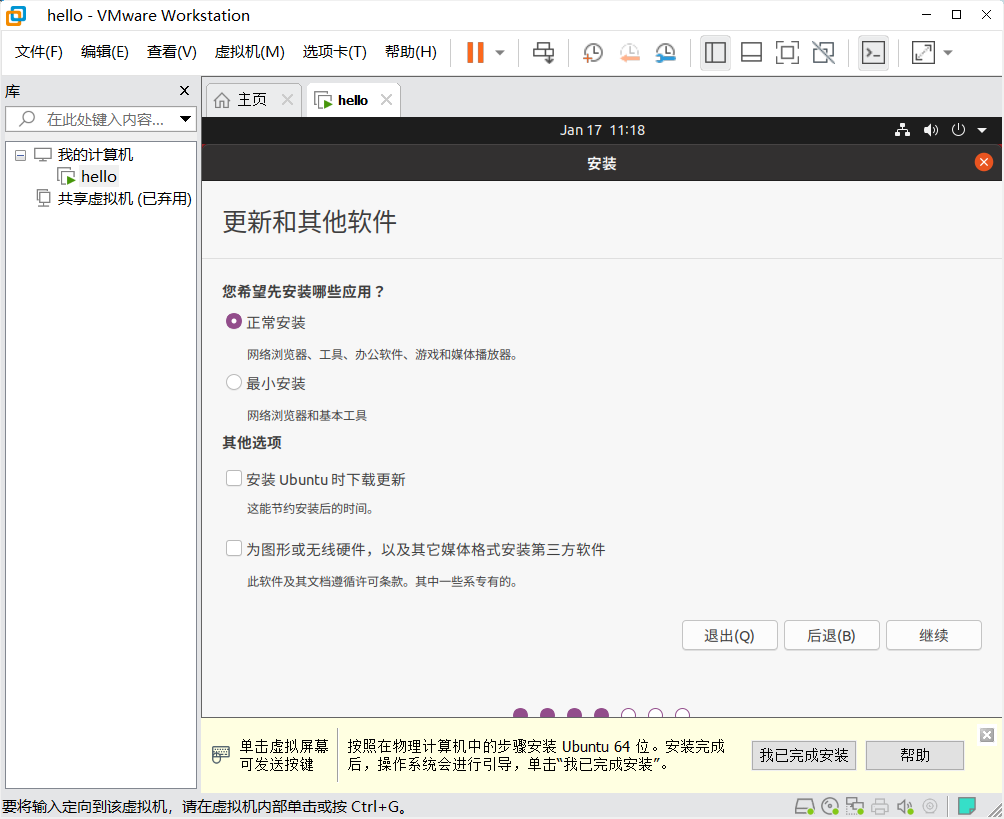 hello - VMware Workstation
文件(F) 编辑(E) 查看(V) 虚拟机(M) 选项卡(T) 帮助(H)
库
在此处键入内容...
我的计算机
hello
共享虚拟机 (已弃用)
主页 hello
Jan 17 11:18
安装
更新和其他软件
您希望先安装哪些应用？
正常安装
网络浏览器、工具、办公软件、游戏和媒体播放器。
最小安装
网络浏览器和基本工具
其他选项
安装 Ubuntu 时下载更新
这能节约安装后的时间。
为图形或无线硬件，以及其它媒体格式安装第三方软件
此软件及其文档遵循许可条款。其中一些系专有的。
退出(Q) 后退(B) 继续
单击虚拟屏幕
可发送按键
按照在物理计算机中的步骤安装 Ubuntu 64 位。安装完成
后，操作系统会进行引导，单击“我已完成安装”。
我已完成安装 帮助
要将输入定向到该虚拟机，请在虚拟机内部单击或按 Ctrl+G。